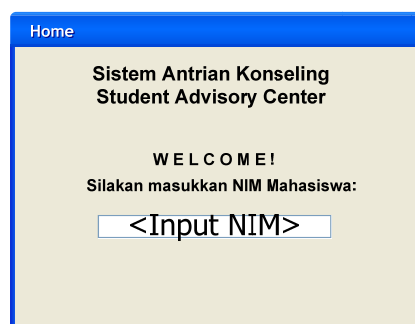 Home
Sistem Antrian Konseling
Student Advisory Center
W E L C O M E !
Silakan masukkan NIM Mahasiswa:
<Input NIM>